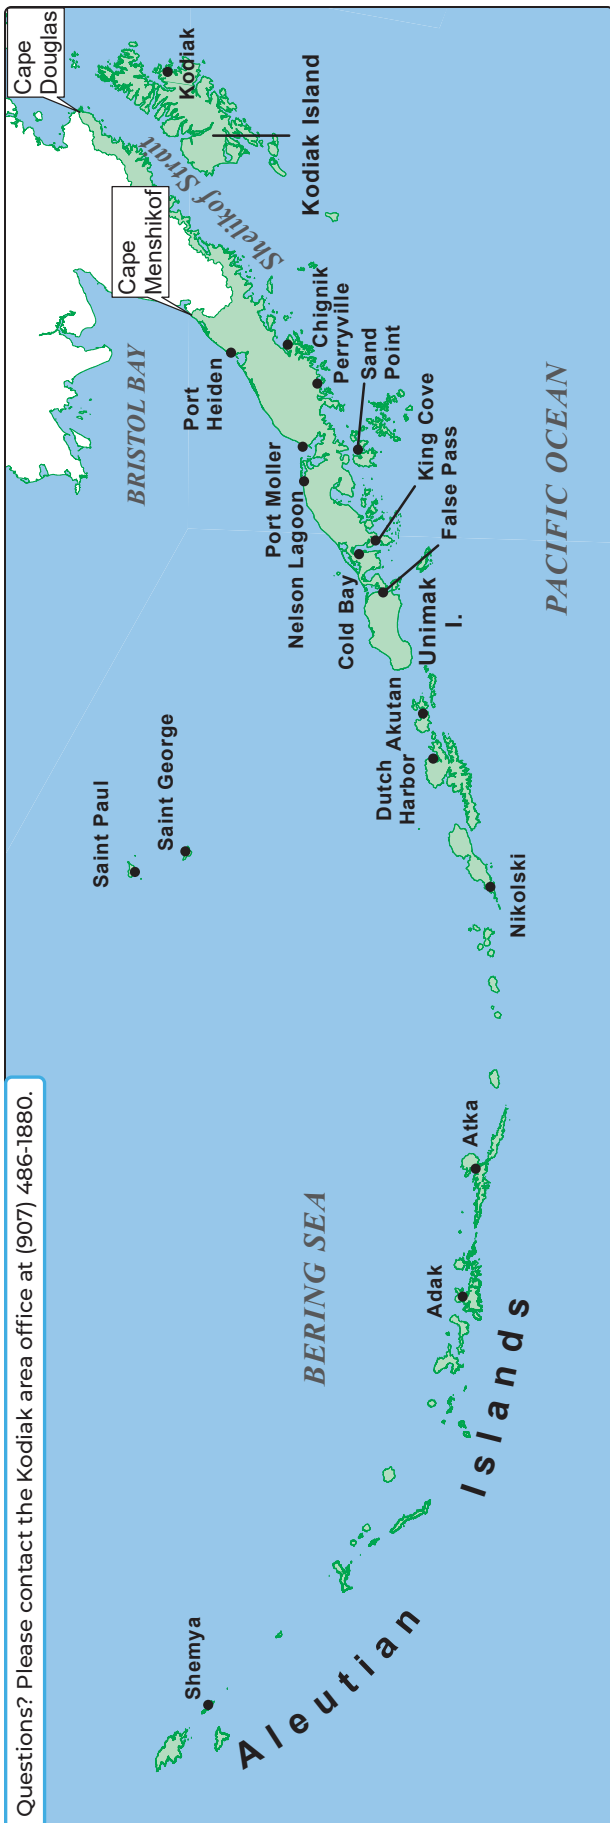 Questions? Please contact the Kodiak area office at (907) 486-1880.
Cape
Douglas
Kodiak
Kodiak Island
Shelikof Strait
Cape
Menshikof
BRISTOL BAY
Port
Heiden
Chignik
Perryville
Sand
Point
Port Moller
Nelson Lagoon
King Cove
False Pass
Cold Bay
Unimak
I.
PACIFIC OCEAN
Akutan
Dutch
Harbor
Saint Paul
Saint George
Nikolski
BERING SEA
Atka
Adak
Shemya
Aleutian
Islands